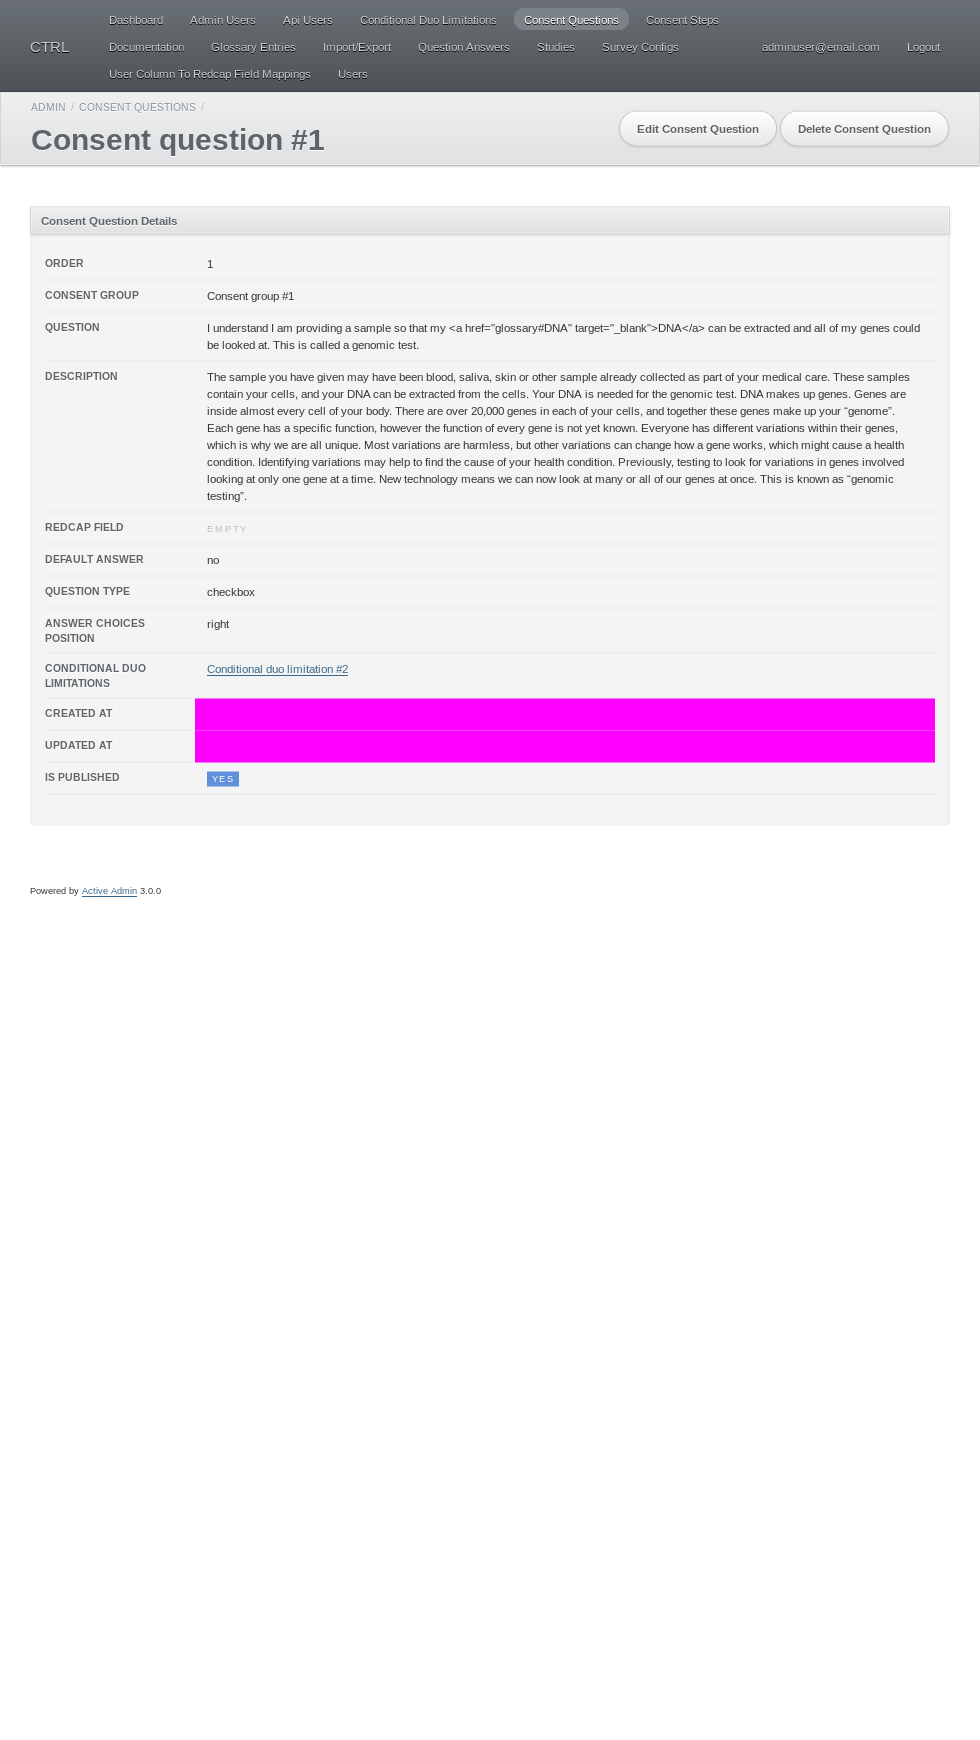 Dashboard Admin Users Api Users Conditional Duo Limitations Consent Questions Consent Steps
CTRL Documentation Glossary Entries Import/Export Question Answers Studies Survey Configs adminuser@email.com Logout
User Column To Redcap Field Mappings Users
ADMIN / CONSENT QUESTIONS /
Consent question #1
Edit Consent Question Delete Consent Question
Consent Question Details
ORDER 1
CONSENT GROUP Consent group #1
QUESTION I understand I am providing a sample so that my <a href="glossary#DNA" target="_blank">DNA</a> can be extracted and all of my genes could
be looked at. This is called a genomic test.
DESCRIPTION The sample you have given may have been blood, saliva, skin or other sample already collected as part of your medical care. These samples
contain your cells, and your DNA can be extracted from the cells. Your DNA is needed for the genomic test. DNA makes up genes. Genes are
inside almost every cell of your body. There are over 20,000 genes in each of your cells, and together these genes make up your “genome”.
Each gene has a specific function, however the function of every gene is not yet known. Everyone has different variations within their genes,
which is why we are all unique. Most variations are harmless, but other variations can change how a gene works, which might cause a health
condition. Identifying variations may help to find the cause of your health condition. Previously, testing to look for variations in genes involved
looking at only one gene at a time. New technology means we can now look at many or all of our genes at once. This is known as “genomic
testing”.
REDCAP FIELD EMPTY
DEFAULT ANSWER no
QUESTION TYPE checkbox
ANSWER CHOICES right
POSITION
CONDITIONAL DUO Conditional duo limitation #2
LIMITATIONS
CREATED AT
UPDATED AT
IS PUBLISHED YES
Powered by Active Admin 3.0.0